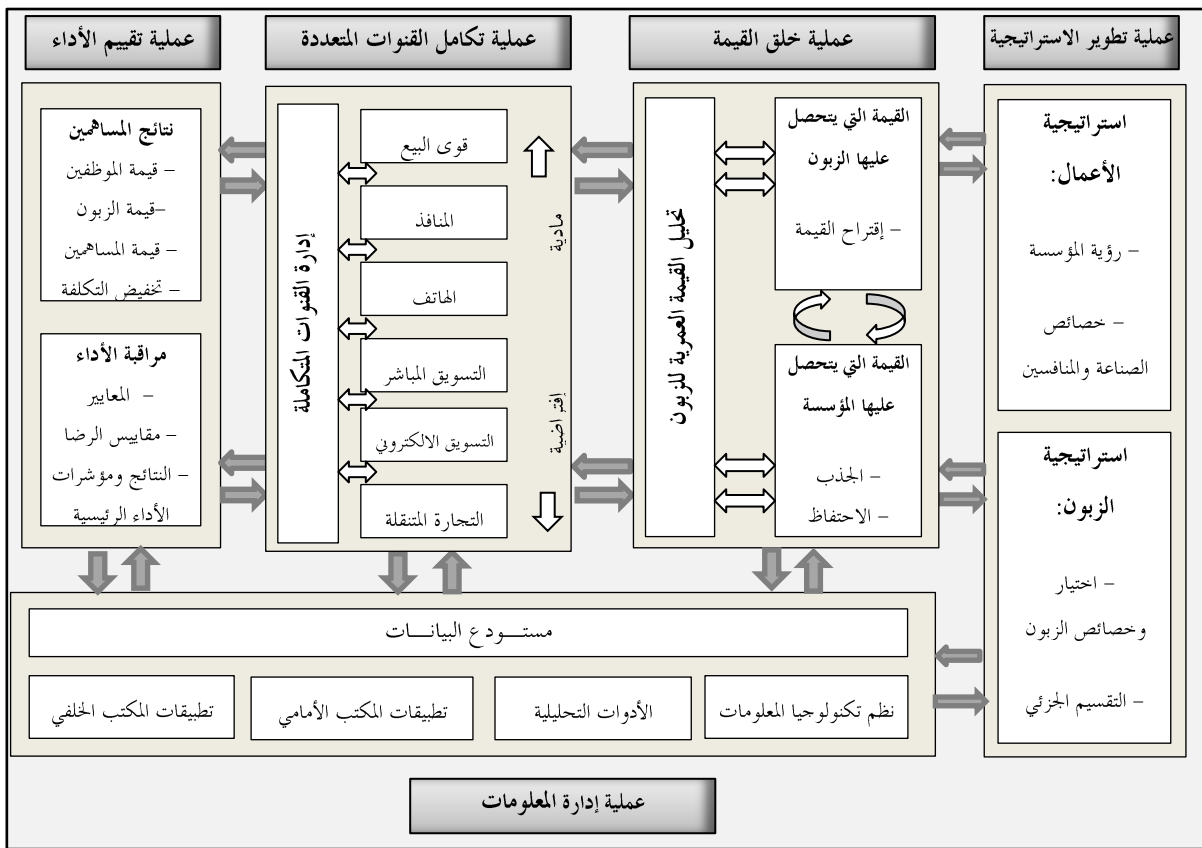 عملية تطوير الاستراتيجية
عملية خلق القيمة
عملية تكامل القنوات المتعددة
عملية تقييم الأداء
استراتيجية
الأعمال:
– رؤية المؤسسة
– خصائص
الصناعة والمنافسين
استراتيجية
الزبون:
– اختيار
وخصائص الزبون
– التقسيم الجزئي
القيمة التي يتحصل
عليها الزبون
– إقتراح القيمة
القيمة التي يتحصل
عليها المؤسسة
– الجذب
– الاحتفاظ
تحليل القيمة العمرية للزبون
مادية
إفتراضية
قوى البيع
المنافذ
الهاتف
التسويق المباشر
التسويق الالكتروني
التجارة المتنقلة
إدارة القنوات المتكاملة
نتائج المساهمين
– قيمة الموظفين
–قيمة الزبون
– قيمة المساهمين
– تخفيض التكلفة
مراقبة الأداء
– المعايير
– مقاييس الرضا
– النتائج ومؤشرات
الأداء الرئيسية
مستـــودع البيانـــات
نظم تكنولوجيا المعلومات
الأدوات التحليلية
تطبيقات المكتب الأمامي
تطبيقات المكتب الخلفي
عملية إدارة المعلومات